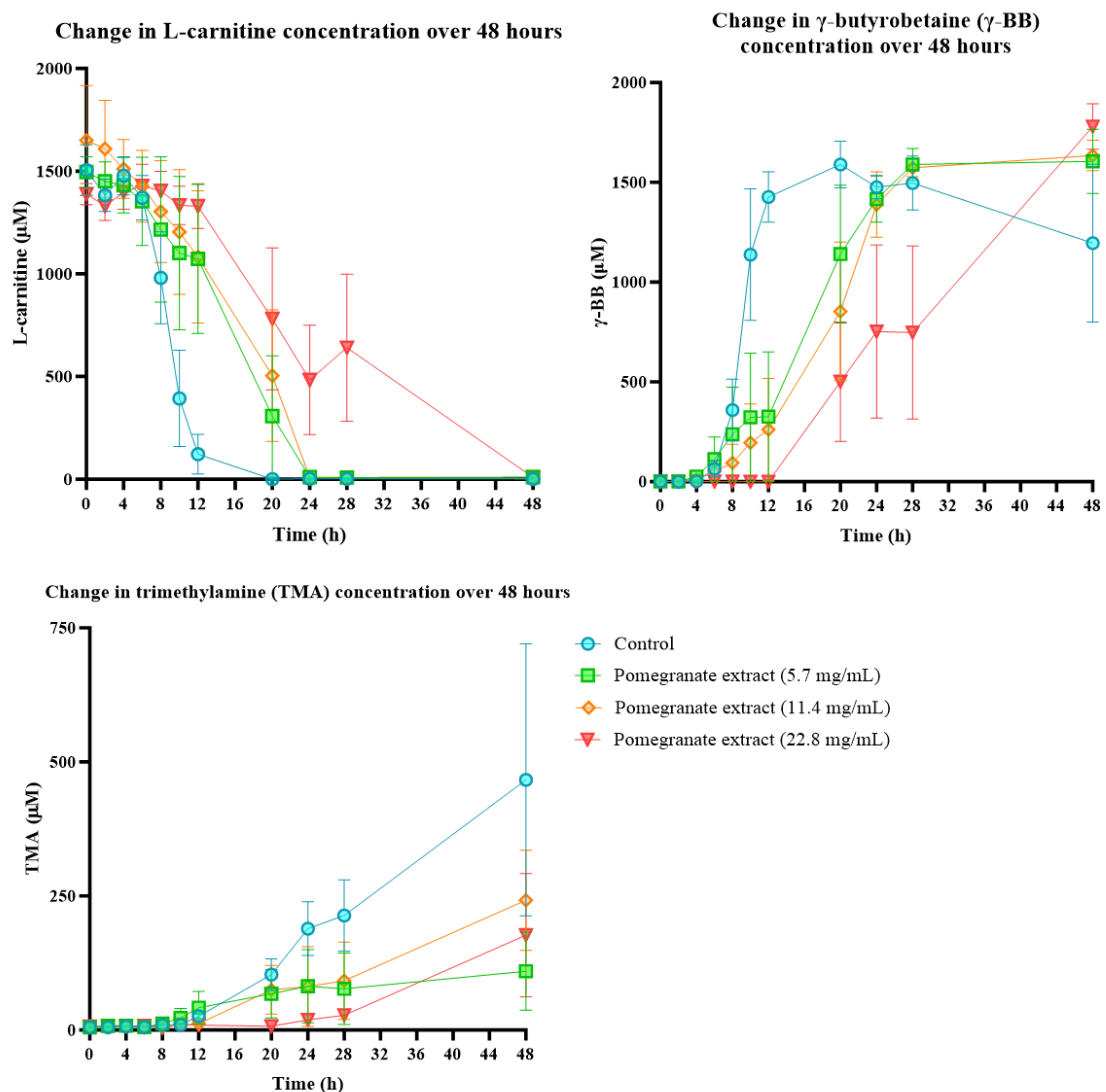 Change in L-carnitine concentration over 48 hours
2000
1500
1000
500
0
L-carnitine (µM)
0 4 8 12 16 20 24 28 32 36 40 44 48
Time (h)
Change in γ-butyrobetaine (γ-BB)
concentration over 48 hours
2000
1500
1000
500
0
γ-BB (µM)
0 4 8 12 16 20 24 28 32 36 40 44 48
Time (h)
Change in trimethylamine (TMA) concentration over 48 hours
750
500
250
0
TMA (µM)
0 4 8 12 16 20 24 28 32 36 40 44 48
Time (h)
Control
Pomegranate extract (5.7 mg/mL)
Pomegranate extract (11.4 mg/mL)
Pomegranate extract (22.8 mg/mL)